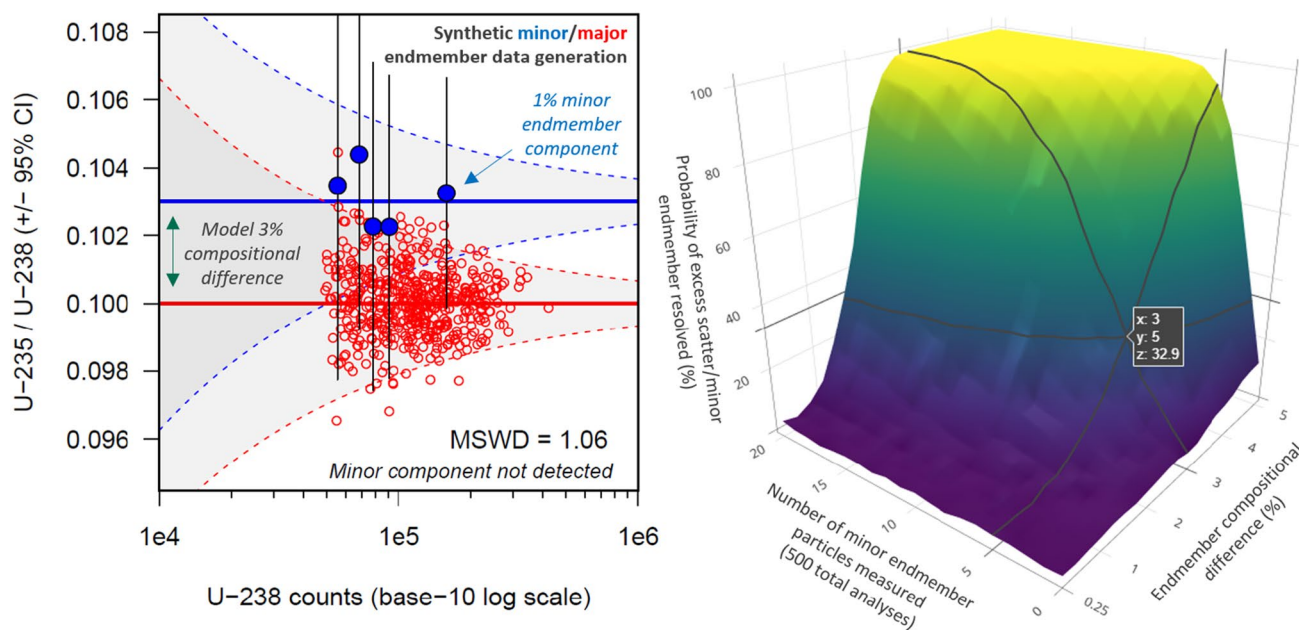 U−235 / U−238 (+/− 95% CI)
0.108
0.106
0.104
0.102
0.100
0.098
0.096
Synthetic minor/major
endmember data generation
1% minor
endmember
component
Model 3%
compositional
difference
MSWD = 1.06
Minor component not detected
1e4
1e5
1e6
U−238 counts (base−10 log scale)
Probability of excess scatter/minor
endmember resolved (%)
100
80
60
40
20
x: 3
y: 5
z: 32.9
20
15
10
5
0
Number of minor endmember
particles measured
(500 total analyses)
5
4
3
2
1
0.25
Endmember compositional
difference (%)